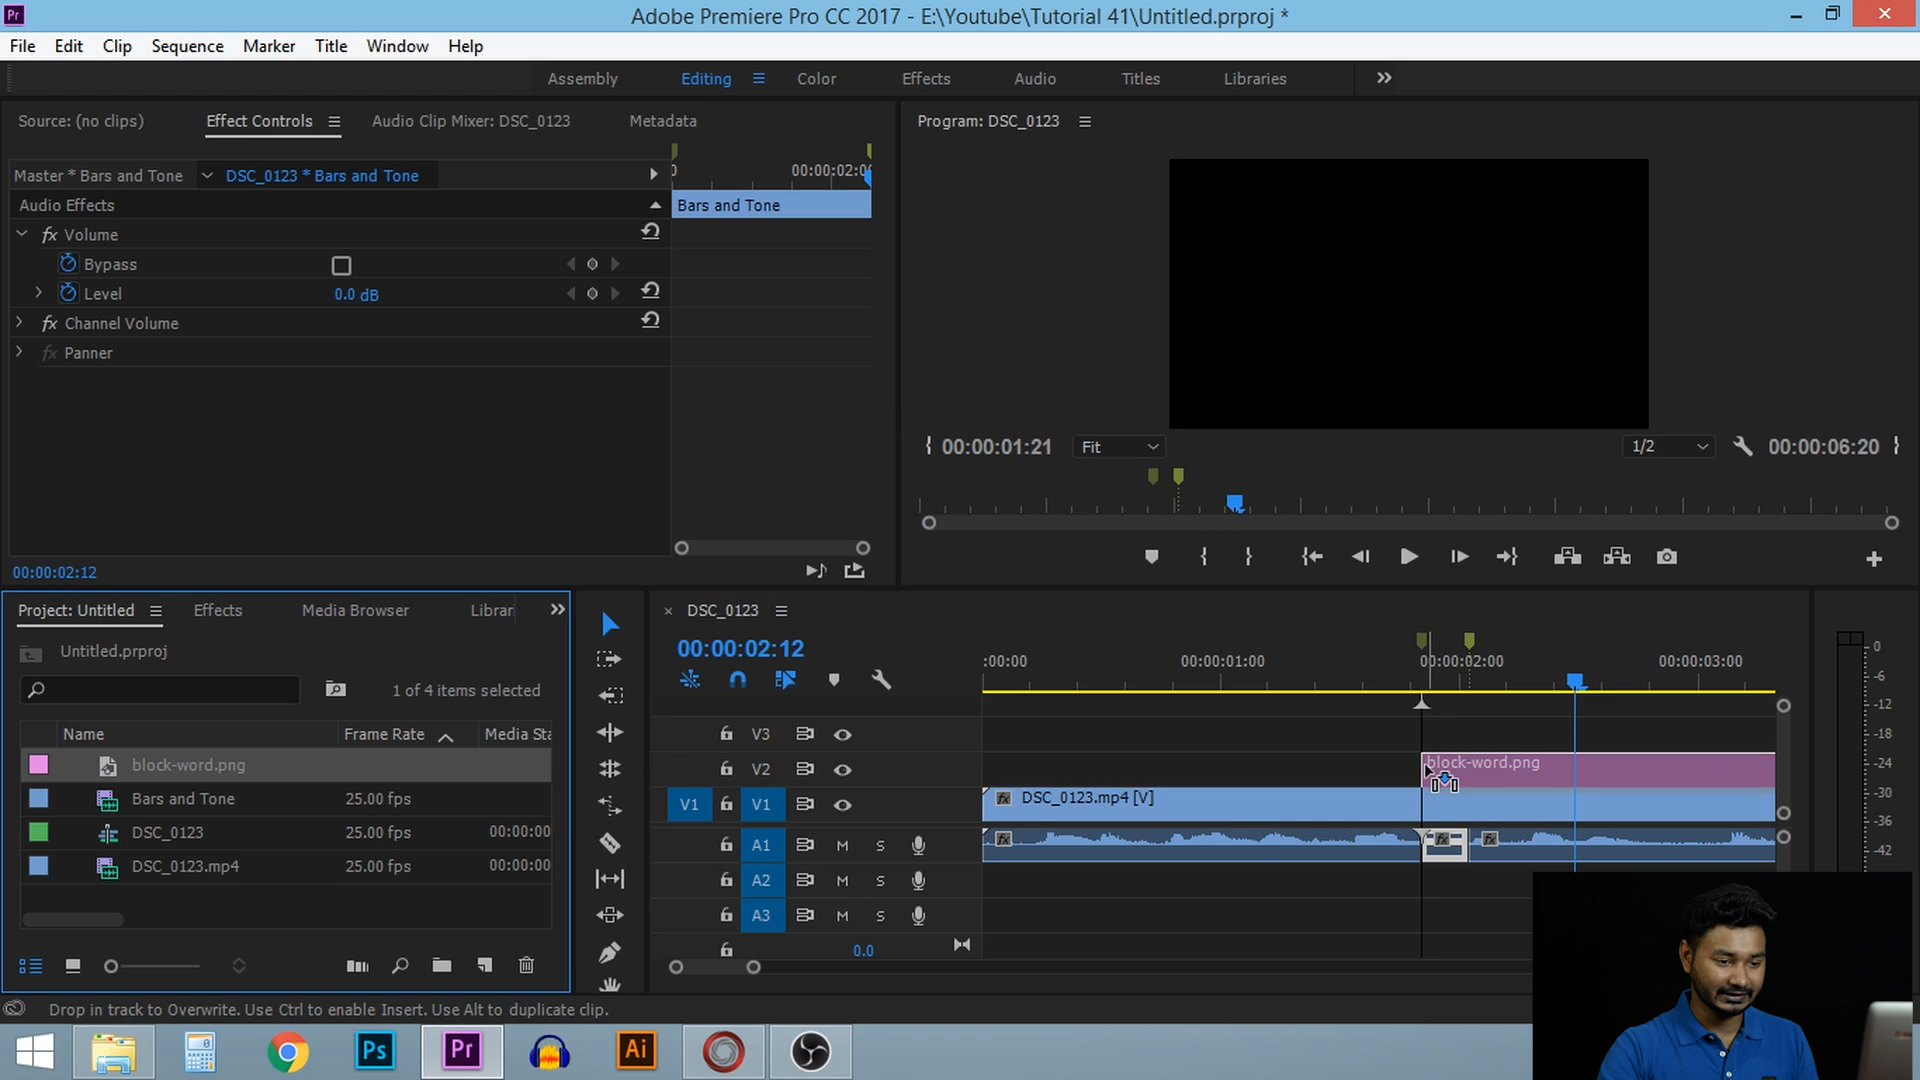 Pr
Adobe Premiere Pro CC 2017 - E:\Youtube\Tutorial 41\Untitled.prproj *
File Edit Clip Sequence Marker Title Window Help
Assembly Editing Color Effects Audio Titles Libraries
Source: (no clips) Effect Controls Audio Clip Mixer: DSC_0123 Metadata
Program: DSC_0123
Master * Bars and Tone DSC_0123 * Bars and Tone
00:00:02:00
Audio Effects
Bars and Tone
fx Volume
Bypass
Level 0.0 dB
fx Channel Volume
fx Panner
00:00:01:21 Fit 1/2 00:00:06:20
00:00:02:12
Project: Untitled Effects Media Browser Librar
DSC_0123
Untitled.prproj
00:00:02:12
:00:00 00:00:01:00 00:00:02:00 00:00:03:00
1 of 4 items selected
Name Frame Rate Media Sta
block-word.png
Bars and Tone 25.00 fps
DSC_0123 25.00 fps 00:00:00
DSC_0123.mp4 25.00 fps 00:00:00
V3
V2 block-word.png
V1 V1 fx DSC_0123.mp4 [V]
A1 M S fx fx fx
A2 M S
A3 M S
0.0
0
-6
-12
-18
-24
-30
-36
-42
Drop in track to Overwrite. Use Ctrl to enable Insert. Use Alt to duplicate clip.
Ps Pr Ai